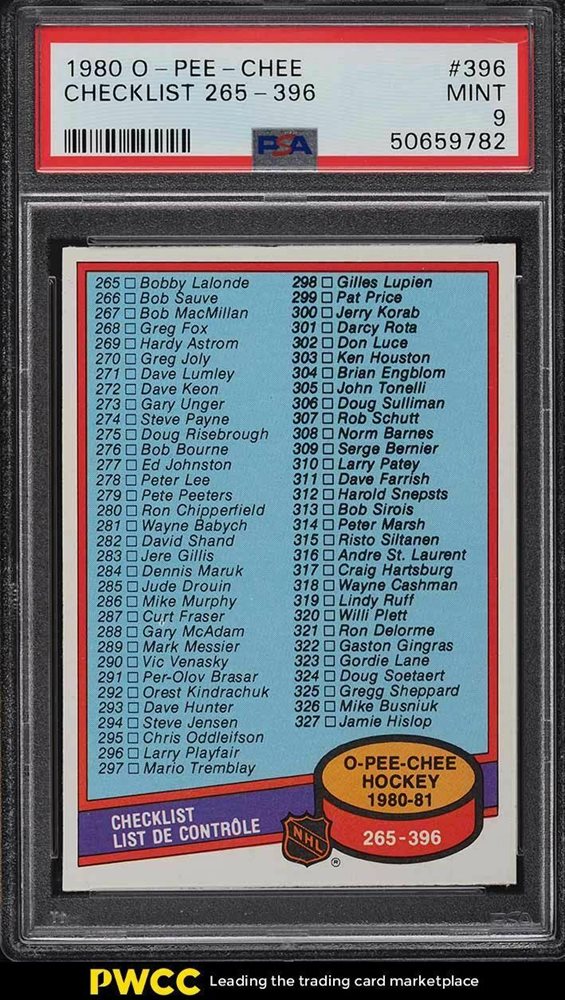 1980 O-PEE-CHEE #396
CHECKLIST 265-396 MINT
9
PSA 50659782
265 □ Bobby Lalonde
266 □ Bob Sauve
267 □ Bob MacMillan
268 □ Greg Fox
269 □ Hardy Astrom
270 □ Greg Joly
271 □ Dave Lumley
272 □ Dave Keon
273 □ Gary Unger
274 □ Steve Payne
275 □ Doug Risebrough
276 □ Bob Bourne
277 □ Ed Johnston
278 □ Peter Lee
279 □ Pete Peeters
280 □ Ron Chipperfield
281 □ Wayne Babych
282 □ David Shand
283 □ Jere Gillis
284 □ Dennis Maruk
285 □ Jude Drouin
286 □ Mike Murphy
287 □ Curt Fraser
288 □ Gary McAdam
289 □ Mark Messier
290 □ Vic Venasky
291 □ Per-Olov Brasar
292 □ Orest Kindrachuk
293 □ Dave Hunter
294 □ Steve Jensen
295 □ Chris Oddleifson
296 □ Larry Playfair
297 □ Mario Tremblay
298 □ Gilles Lupien
299 □ Pat Price
300 □ Jerry Korab
301 □ Darcy Rota
302 □ Don Luce
303 □ Ken Houston
304 □ Brian Engblom
305 □ John Tonelli
306 □ Doug Sulliman
307 □ Rob Schutt
308 □ Norm Barnes
309 □ Serge Bernier
310 □ Larry Patey
311 □ Dave Farrish
312 □ Harold Snepsts
313 □ Bob Sirois
314 □ Peter Marsh
315 □ Risto Siltanen
316 □ Andre St. Laurent
317 □ Craig Hartsburg
318 □ Wayne Cashman
319 □ Lindy Ruff
320 □ Willi Plett
321 □ Ron Delorme
322 □ Gaston Gingras
323 □ Gordie Lane
324 □ Doug Soetaert
325 □ Gregg Sheppard
326 □ Mike Busniuk
327 □ Jamie Hislop
O-PEE-CHEE
HOCKEY
1980-81
265-396
CHECKLIST
LIST DE CONTRÔLE
NHL ®
PWCC Leading the trading card marketplace